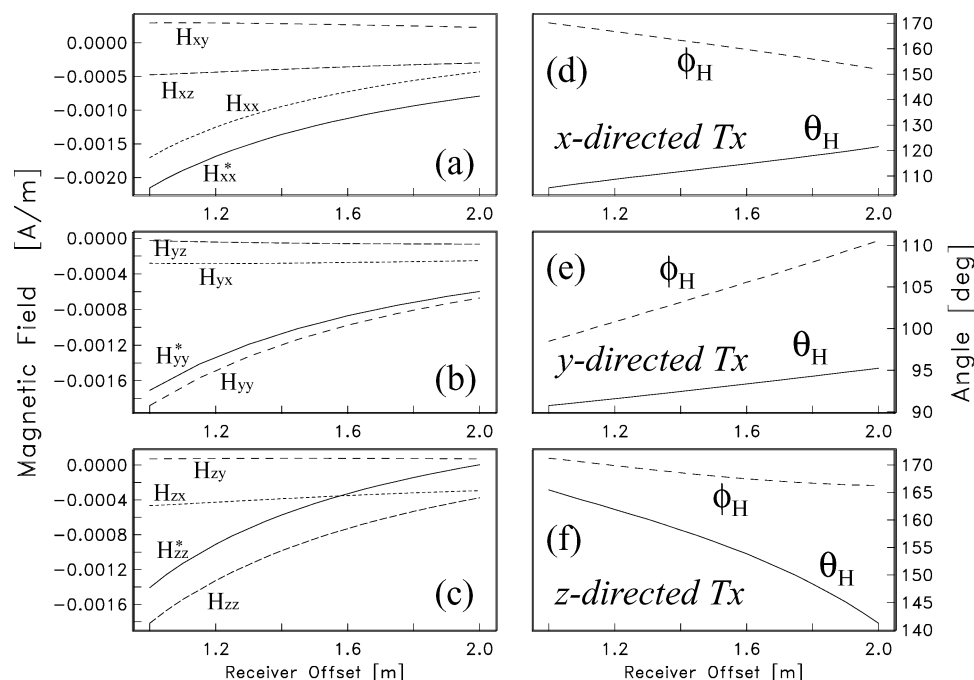 Magnetic Field [A/m]
0.0000
−0.0005
−0.0010
−0.0015
−0.0020
Hxy
Hxz
Hxx
H*xx
(a)
1.2
1.6
2.0
(d)
ϕH
x-directed Tx
θH
170
160
150
140
130
120
110
1.2
1.6
2.0
0.0000
−0.0004
−0.0008
−0.0012
−0.0016
Hyz
Hyx
H*yy
Hyy
(b)
1.2
1.6
2.0
(e)
ϕH
y-directed Tx
θH
110
105
100
95
90
1.2
1.6
2.0
Angle [deg]
0.0000
−0.0004
−0.0008
−0.0012
−0.0016
Hzy
Hzx
H*zz
Hzz
(c)
1.2
1.6
2.0
Receiver Offset [m]
(f)
ϕH
θH
z-directed Tx
170
165
160
155
150
145
140
1.2
1.6
2.0
Receiver Offset [m]